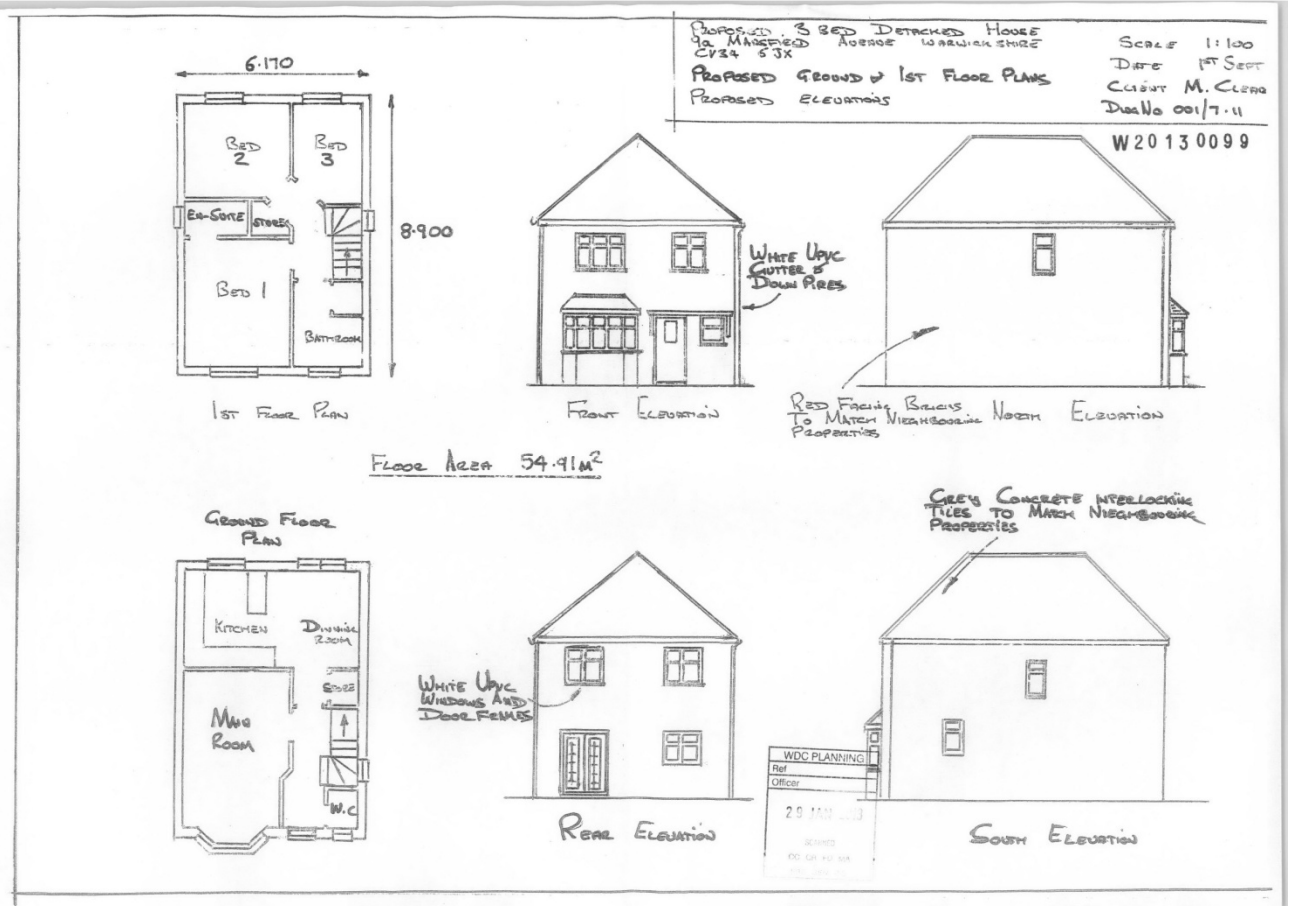 PROPOSED 3 BED DETACHED HOUSE
9a MANSFIELD AVENUE WARWICKSHIRE
CV34 5JX
PROPOSED GROUND & 1ST FLOOR PLANS
PROPOSED ELEVATIONS
SCALE 1:100
DATE 1ST SEPT
CLIENT M. CLERQ
DWG No 001/7.11
W20130099
6.170
BED 2
BED 3
EN-SUITE
STORE
8.900
BED 1
BATHROOM
1ST FLOOR PLAN
WHITE UPVC
GUTTER &
DOWN PIPES
FRONT ELEVATION
RED FACING BRICKS
TO MATCH NIEGHBOURING
PROPERTIES
NORTH ELEVATION
FLOOR AREA 54.91M²
GROUND FLOOR
PLAN
KITCHEN
DINNING
ROOM
STORE
MAIN
ROOM
W.C
WHITE UPVC
WINDOWS AND
DOOR FRAMES
REAR ELEVATION
GREY CONCRETE INTERLOCKING
TILES TO MATCH NIEGHBOURING
PROPERTIES
WDC PLANNING
Ref
Officer
29 JAN
SCANNED
SOUTH ELEVATION